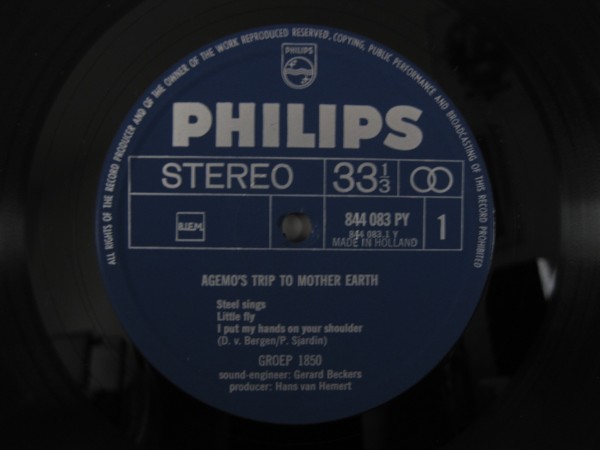 ALL RIGHTS OF THE RECORD PRODUCER AND OF THE OWNER OF THE WORK REPRODUCED RESERVED, COPYING, PUBLIC PERFORMANCE AND BROADCASTING OF THIS RECORD PROHIBITED
PHILIPS
PHILIPS
STEREO 33 1/3
B.I.E.M. 844 083 PY 1
844 083.1 Y
MADE IN HOLLAND
AGEMO'S TRIP TO MOTHER EARTH
Steel sings
Little fly
I put my hands on your shoulder
(D. v. Bergen/P. Sjardin)
GROEP 1850
sound-engineer: Gerard Beckers
producer: Hans van Hemert